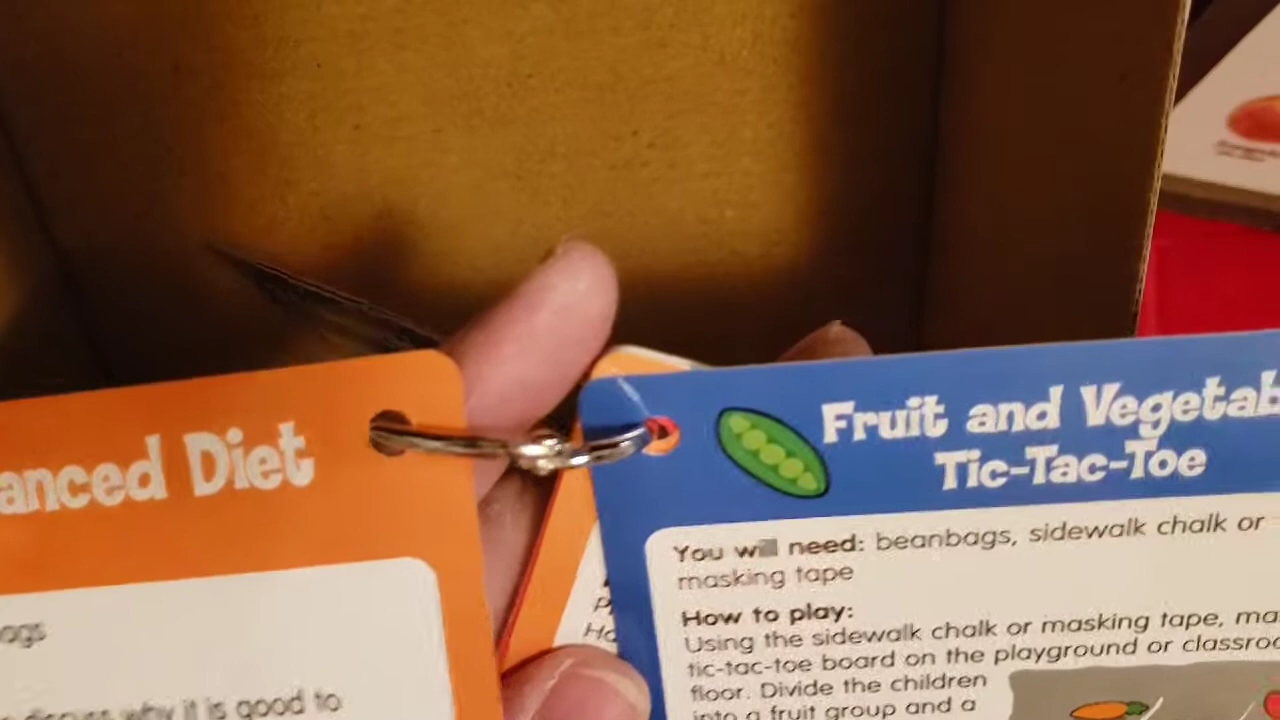 anced Diet
discuss why it is good to
Fruit and Vegetab
Tic-Tac-Toe
You will need: beanbags, sidewalk chalk or
masking tape
How to play:
Using the sidewalk chalk or masking tape, ma
tic-tac-toe board on the playground or classroo
floor. Divide the children
into a fruit group and a